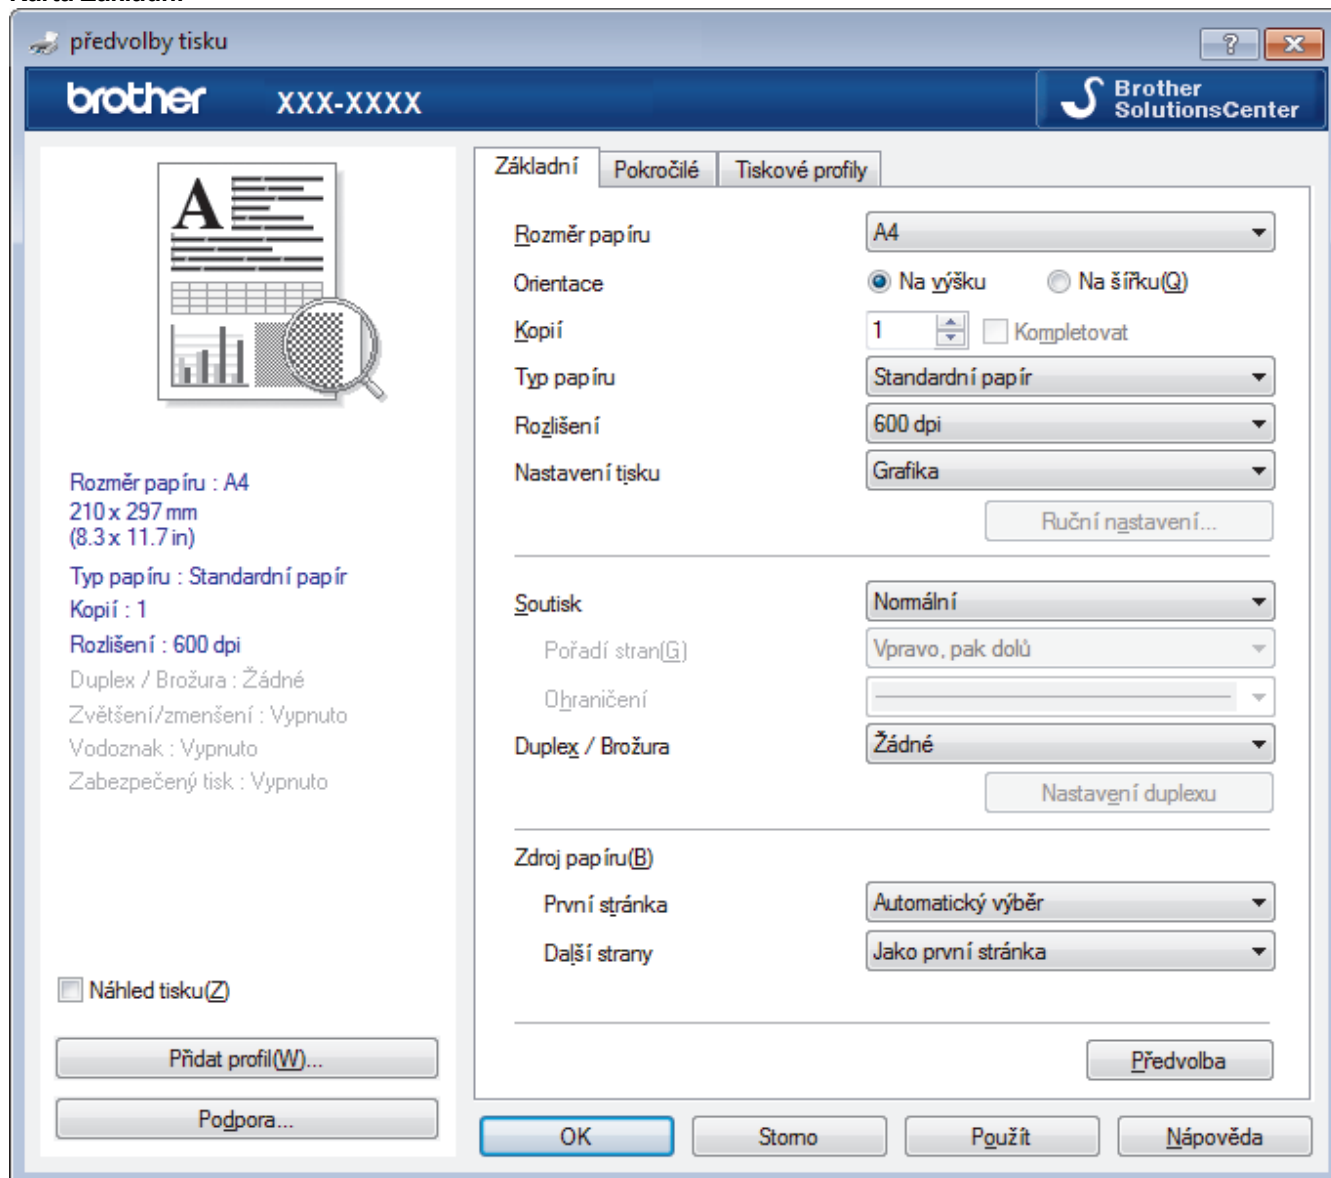 předvolby tisku
brother XXX-XXXX
Brother
SolutionsCenter
A
Rozměr papíru : A4
210 x 297 mm
(8.3 x 11.7 in)
Typ papíru : Standardní papír
Kopií : 1
Rozlišení : 600 dpi
Duplex / Brožura : Žádné
Zvětšení/zmenšení : Vypnuto
Vodoznak : Vypnuto
Zabezpečený tisk : Vypnuto
Náhled tisku(Z)
Přidat profil(W)...
Podpora...
Základní Pokročilé Tiskové profily
Rozměr papíru A4
Orientace Na výšku Na šířku(Q)
Kopií 1 Kompletovat
Typ papíru Standardní papír
Rozlišení 600 dpi
Nastavení tisku Grafika
Ruční nastavení...
Soutisk Normální
Pořadí stran(G) Vpravo, pak dolů
Ohraničení
Duplex / Brožura Žádné
Nastavení duplexu
Zdroj papíru(B)
První stránka Automatický výběr
Další strany Jako první stránka
Předvolba
OK Storno Použít Nápověda